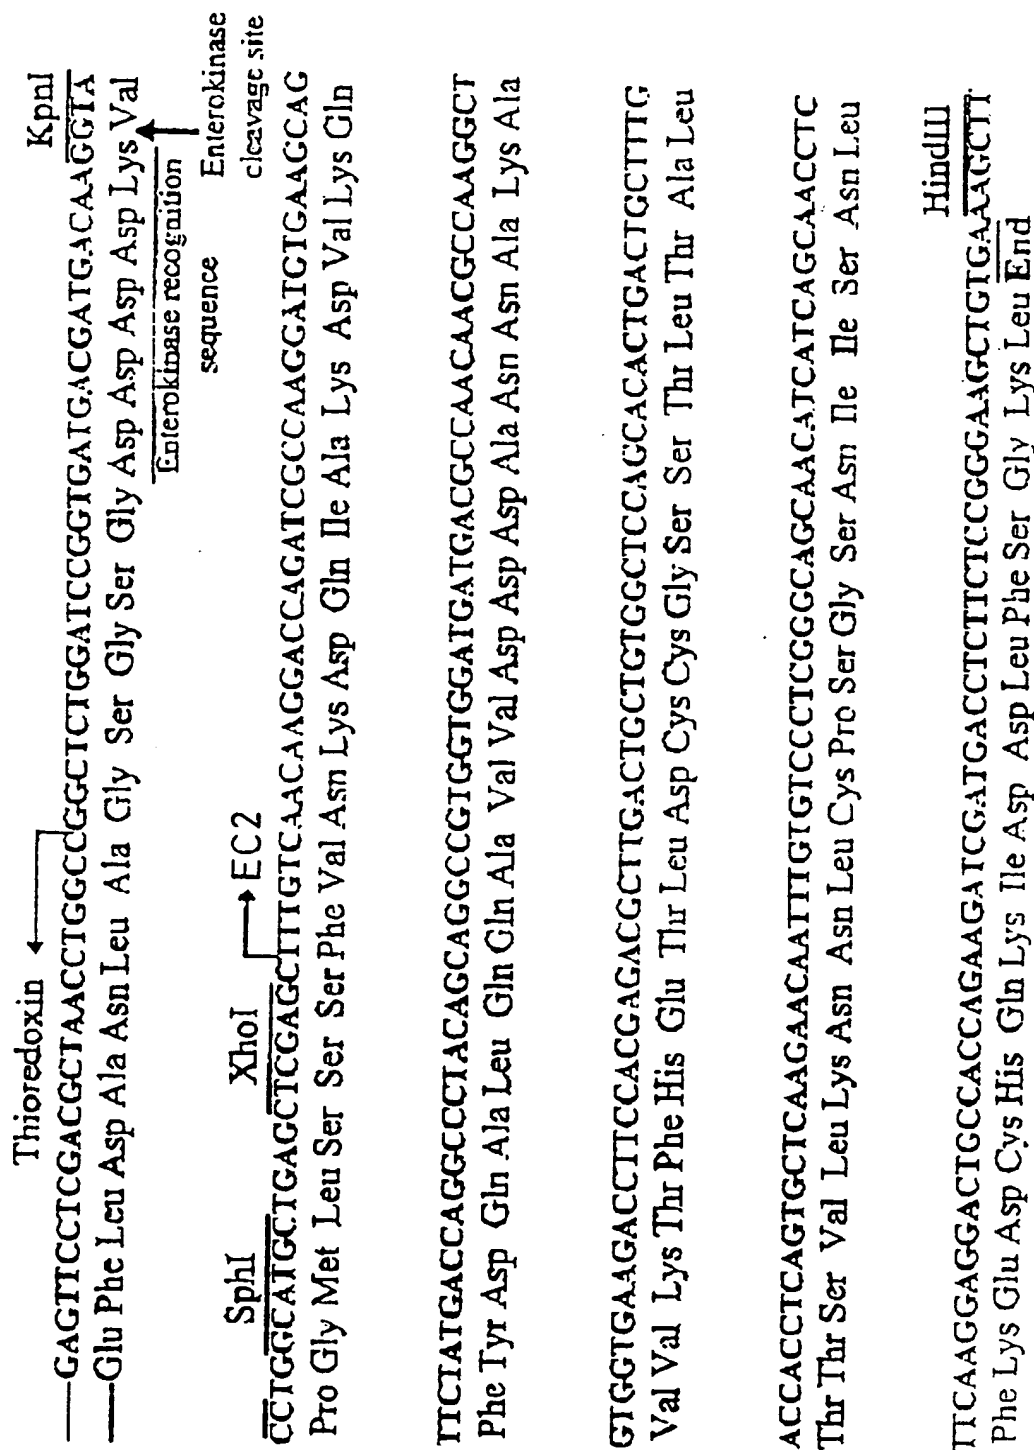 Thioredoxin
KpnI
GAGTTCCTCGACGCTAACCTGGCCGGCTCTGGATCCGGTGATGACGATGACAAGGTA
Glu Phe Leu Asp Ala Asn Leu Ala Gly Ser Gly Ser Gly Asp Asp Asp Asp Lys Val
Enterokinase recognition
sequence
Enterokinase
cleavage site
SphI
XhoI
EC2
CCTGGCATGCTGAGCTCGAGCTTTGTCAACAAGGACCAGATCGCCAAGGATGTGAAGCAG
Pro Gly Met Leu Ser Ser Ser Phe Val Asn Lys Asp Gln Ile Ala Lys Asp Val Lys Gln
TTCTATGACCAGGCCCTACAGCAGGCCGTGGTGGATGATGACGCCAACAACGCCAAGGCT
Phe Tyr Asp Gln Ala Leu Gln Gln Ala Val Val Asp Asp Asp Ala Asn Asn Ala Lys Ala
GTGGTGAAGACCTTCCACGAGACGCTTGACTGCTGTGGCTCCAGCACACTGACTGCTTTG
Val Val Lys Thr Phe His Glu Thr Leu Asp Cys Cys Gly Ser Ser Thr Leu Thr Ala Leu
ACCACCTCAGTGCTCAAGAACAATTTGTGTCCCTCGGGCAGCAACATCATCAGCAACCTC
Thr Thr Ser Val Leu Lys Asn Asn Leu Cys Pro Ser Gly Ser Asn Ile Ile Ser Asn Leu
HindIII
TTCAAGGAGGACTGCCACCAGAAGATCGATGACCTCTTCTCCGGGAAGCTGTGAAAGCTT
Phe Lys Glu Asp Cys His Gln Lys Ile Asp Asp Leu Phe Ser Gly Lys Leu End